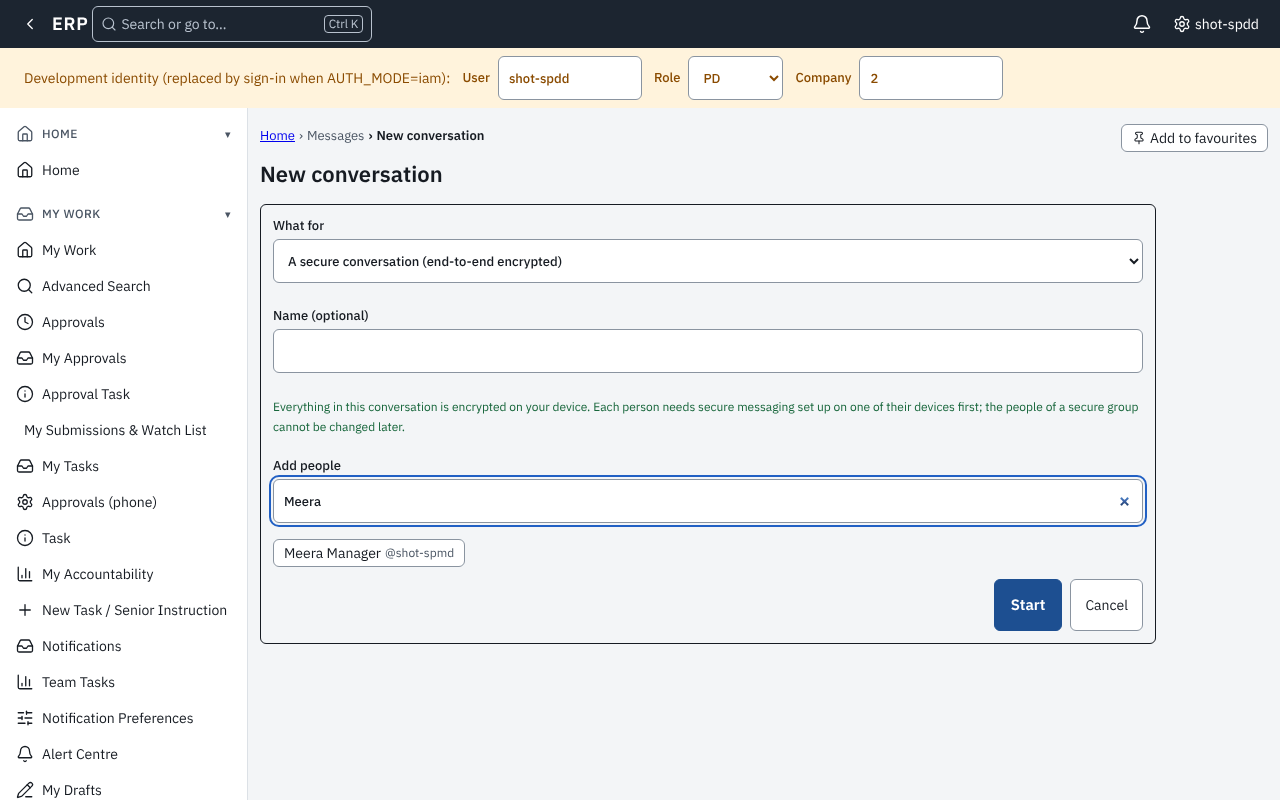 ERP
Search or go to...
Ctrl K
shot-spdd
Development identity (replaced by sign-in when AUTH_MODE=iam):
User
shot-spdd
Role
PD
Company
2
HOME
Home
MY WORK
My Work
Advanced Search
Approvals
My Approvals
Approval Task
My Submissions & Watch List
My Tasks
Approvals (phone)
Task
My Accountability
New Task / Senior Instruction
Notifications
Team Tasks
Notification Preferences
Alert Centre
My Drafts
Home › Messages › New conversation
Add to favourites
New conversation
What for
A secure conversation (end-to-end encrypted)
Name (optional)
Everything in this conversation is encrypted on your device. Each person needs secure messaging set up on one of their devices first; the people of a secure group
cannot be changed later.
Add people
Meera
Meera Manager @shot-spmd
Start
Cancel